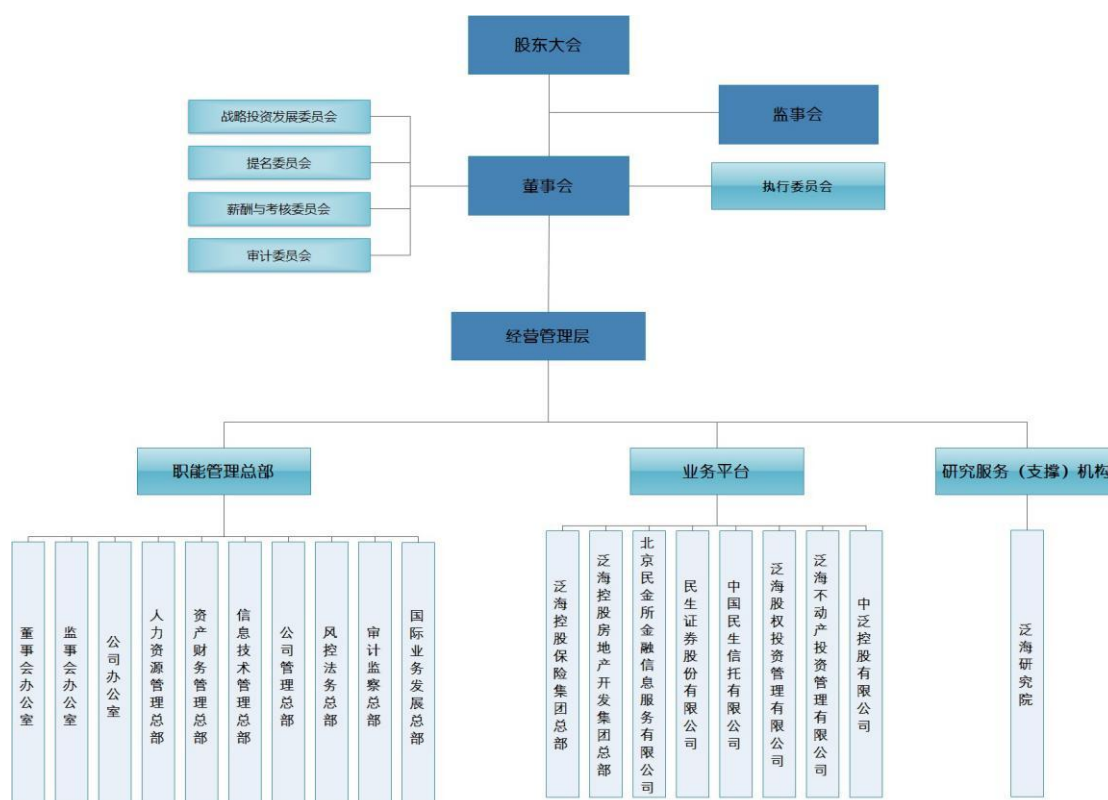 股东大会
监事会
战略投资发展委员会
提名委员会
薪酬与考核委员会
审计委员会
董事会
执行委员会
经营管理层
职能管理总部
业务平台
研究服务（支撑）机构
董事会办公室
监事会办公室
公司办公室
人力资源管理总部
资产财务管理总部
信息技术管理总部
公司管理总部
风控法务总部
审计监察总部
国际业务发展总部
泛海控股保险集团总部
泛海控股房地产开发集团总部
北京民金所金融信息服务有限公司
民生证券股份有限公司
中国民生信托有限公司
泛海股权投资管理有限公司
泛海不动产投资管理有限公司
中泛控股有限公司
泛海研究院